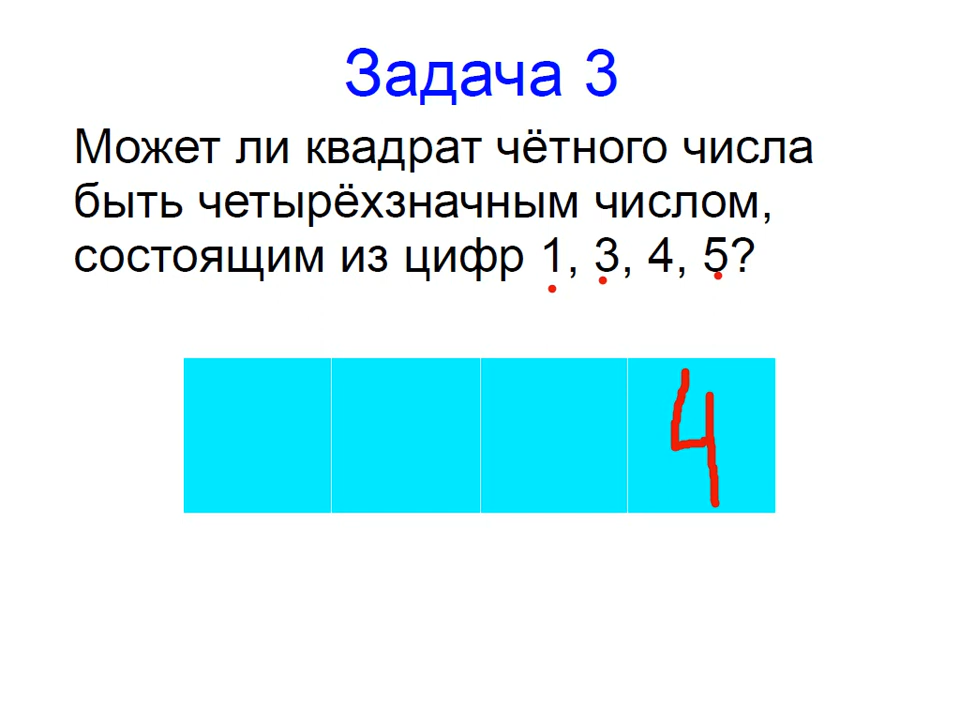 Задача 3
Может ли квадрат чётного числа
быть четырёхзначным числом,
состоящим из цифр 1, 3, 4, 5?
4